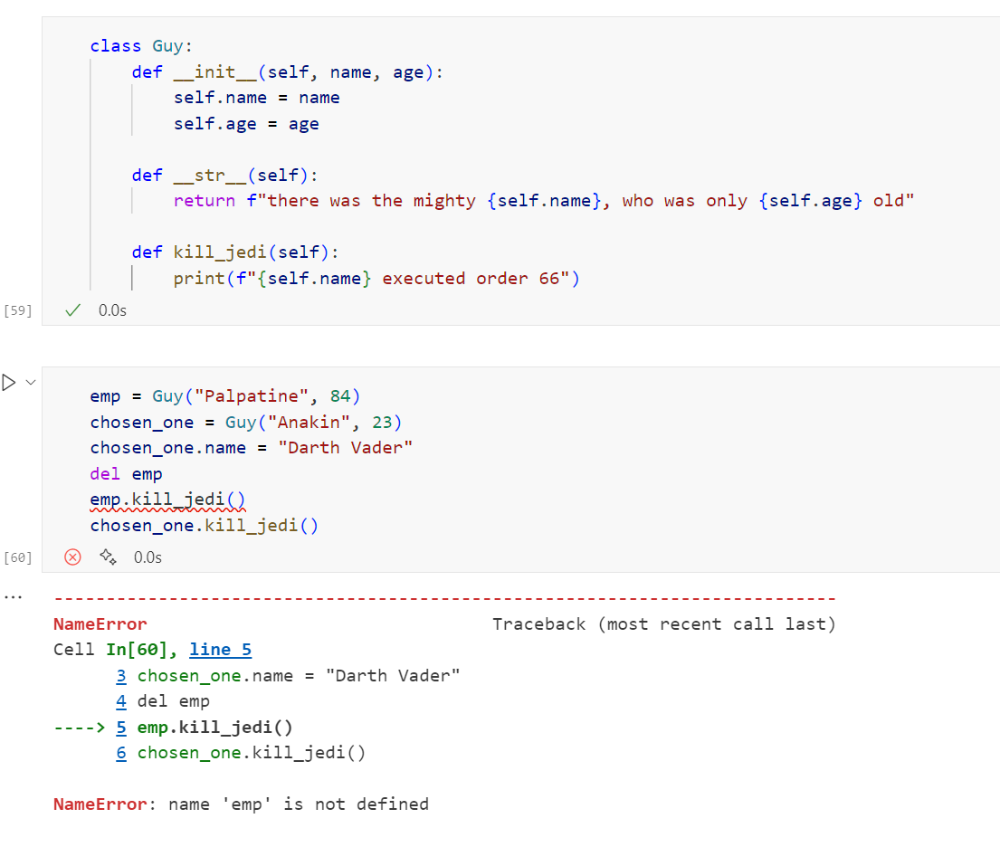 class Guy:
    def __init__(self, name, age):
        self.name = name
        self.age = age
    def __str__(self):
        return f"there was the mighty {self.name}, who was only {self.age} old"
    def kill_jedi(self):
        print(f"{self.name} executed order 66")
[59] 0.0s
emp = Guy("Palpatine", 84)
chosen_one = Guy("Anakin", 23)
chosen_one.name = "Darth Vader"
del emp
emp.kill_jedi()
chosen_one.kill_jedi()
[60] 0.0s
... ---------------------------------------------------------------------------
NameError                                 Traceback (most recent call last)
Cell In[60], line 5
      3 chosen_one.name = "Darth Vader"
      4 del emp
----> 5 emp.kill_jedi()
      6 chosen_one.kill_jedi()
NameError: name 'emp' is not defined